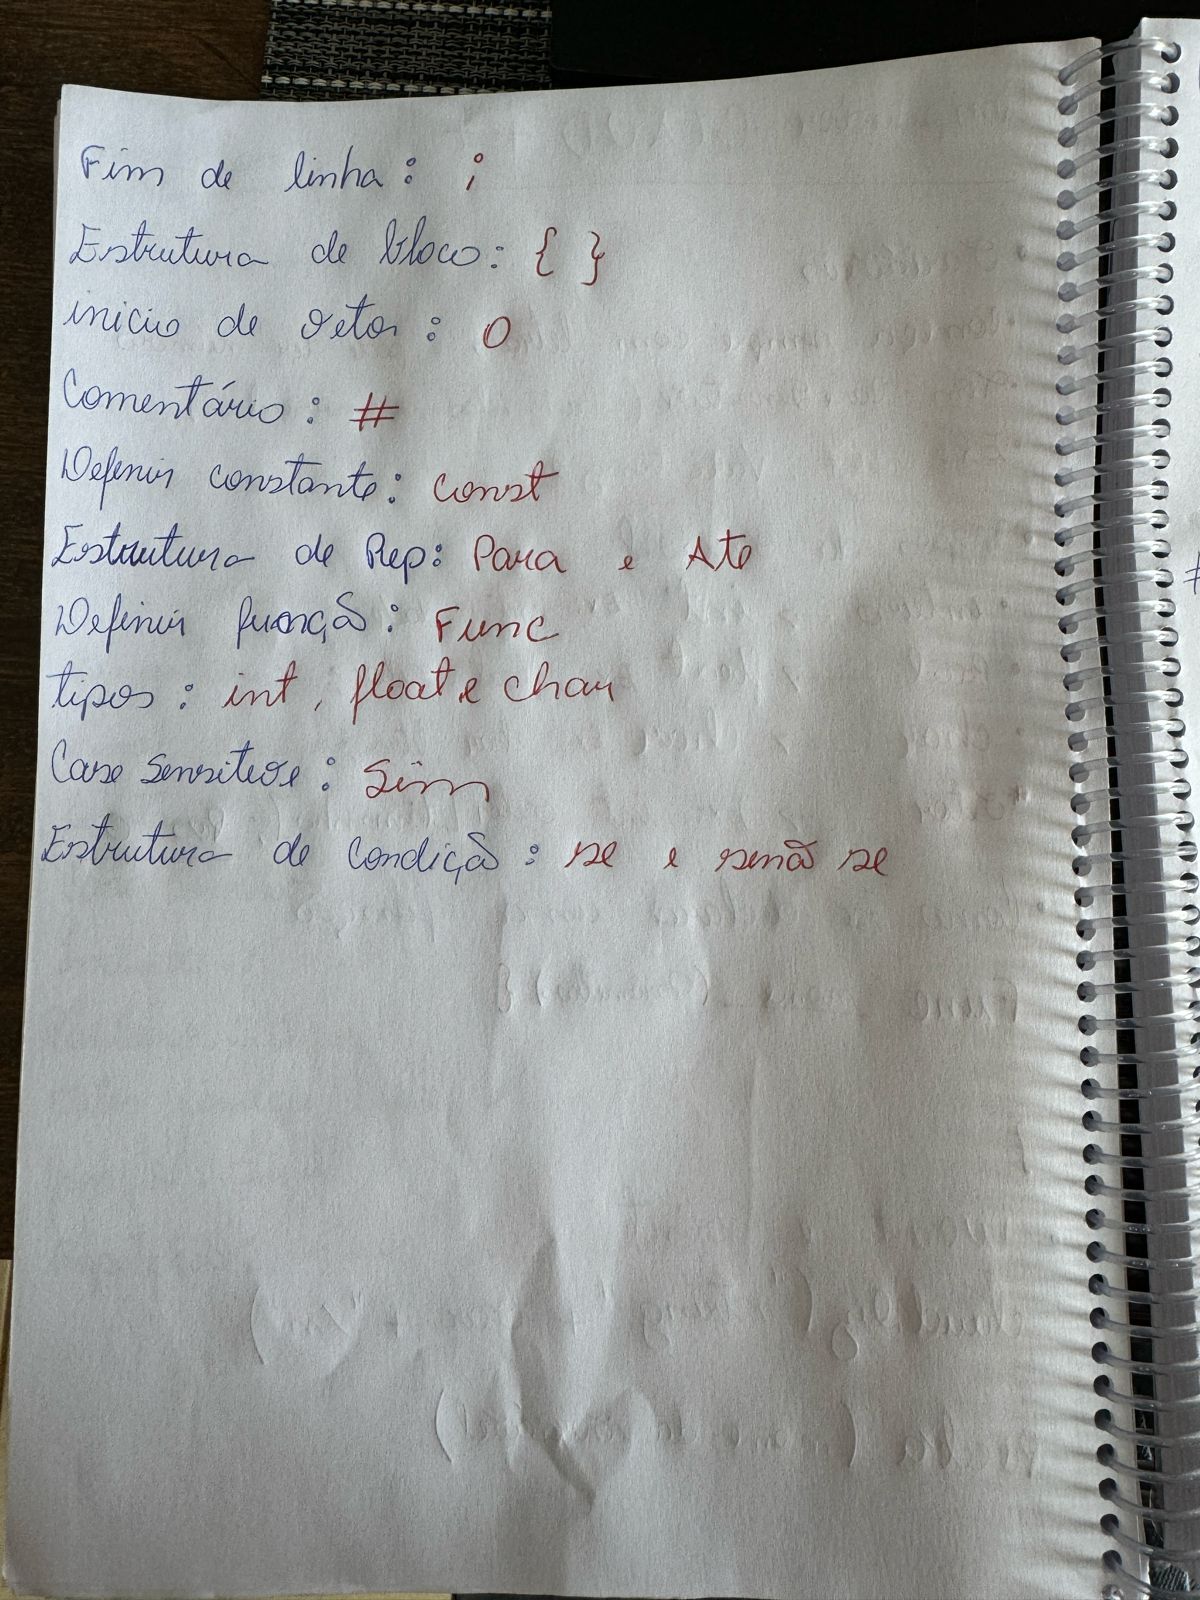 Fim de linha: ;
Estrutura de bloco: { }
inicio de vetor: 0
Comentário: #
Definir constante: const
Estrutura de Rep: Para e Ate
Definir função: Func
tipos: int, float e char
Case Sensitive: Sim
Estrutura de Condição: se e senão se